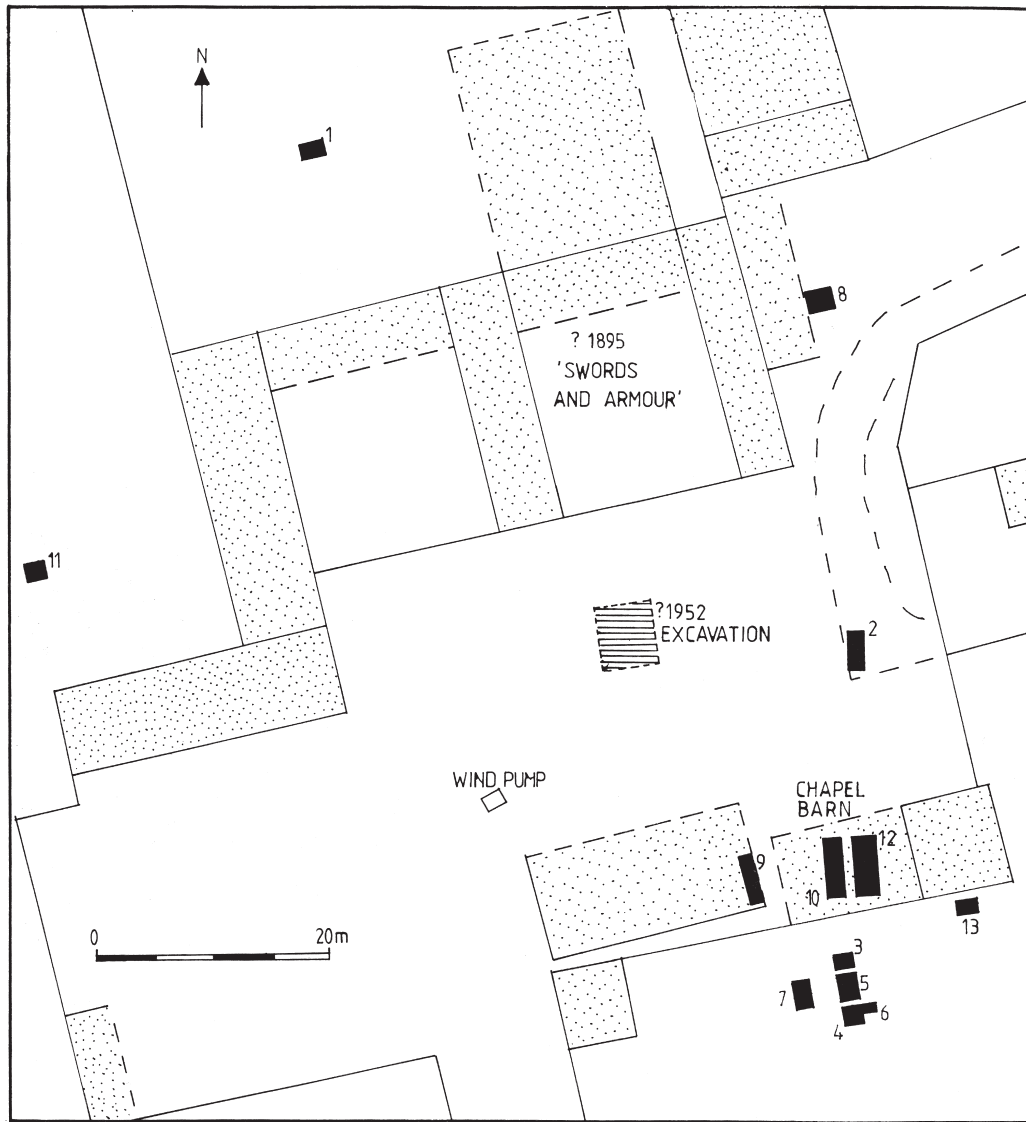 N
1
8
? 1895
'SWORDS
AND ARMOUR'
11
?1952
EXCAVATION
2
WIND PUMP
CHAPEL
BARN
12
9
10
0 20m
13
3
7
5
6
4